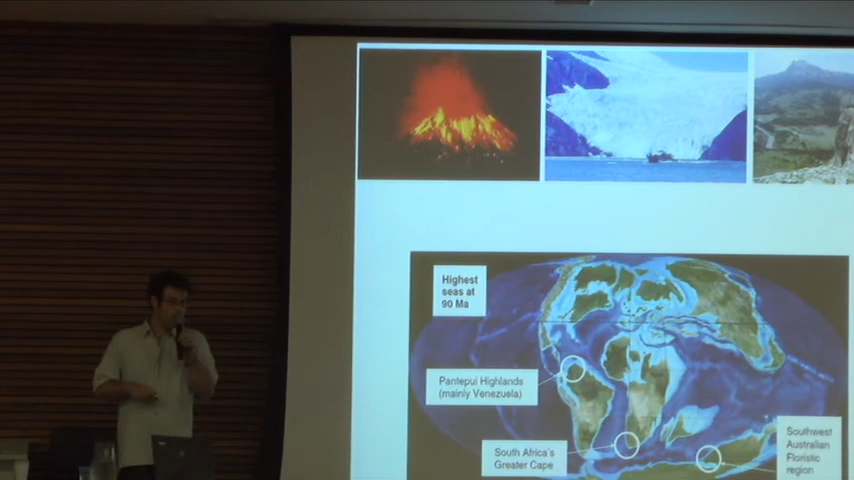 Highest
seas at
90 Ma
Pantepui Highlands
(mainly Venezuela)
South Africa's
Greater Cape
Southwest
Australian
Floristic
region